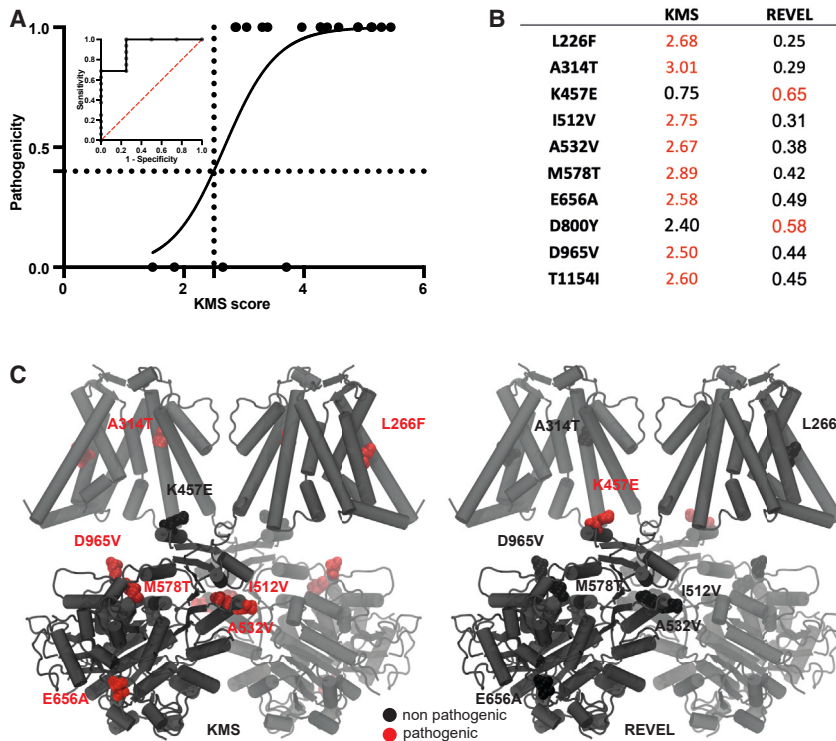 A
Pathogenicity
1.0
0.5
0.0
0
2
4
6
KMS score
Sensitivity
1.0
0.8
0.6
0.4
0.2
0.0
0.0
0.2
0.4
0.6
0.8
1.0
1 - Specificity
B
KMS REVEL
L226F 2.68 0.25
A314T 3.01 0.29
K457E 0.75 0.65
I512V 2.75 0.31
A532V 2.67 0.38
M578T 2.89 0.42
E656A 2.58 0.49
D800Y 2.40 0.58
D965V 2.50 0.44
T1154I 2.60 0.45
C
A314T
L266F
K457E
D965V
M578T
I512V
A532V
E656A
KMS
non pathogenic
pathogenic
A314T
L266
K457E
D965V
M578T
I512V
A532V
E656A
REVEL